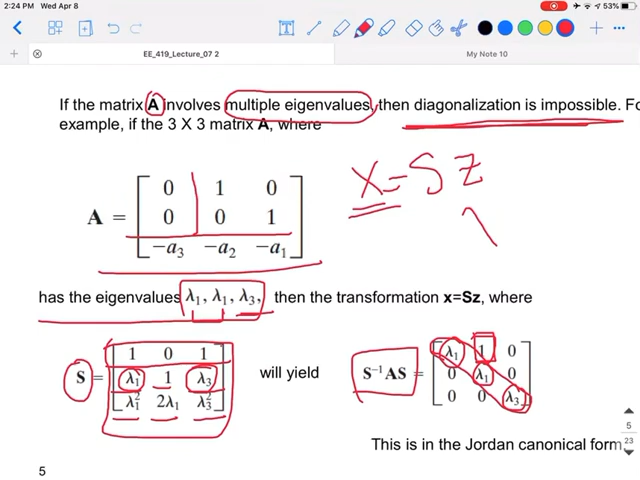 2:24 PM Wed Apr 8
53%
T
EE_419_Lecture_07 2
My Note 10
If the matrix A involves multiple eigenvalues, then diagonalization is impossible. Fo
example, if the 3 X 3 matrix A, where
x = S z
0 1 0
A = 0 0 1
−a₃ −a₂ −a₁
has the eigenvalues λ₁, λ₁, λ₃, then the transformation x=Sz, where
1 0 1
S = λ₁ 1 λ₃
λ₁² 2λ₁ λ₃²
will yield
λ₁ 1 0
S⁻¹AS = 0 λ₁ 0
0 0 λ₃
This is in the Jordan canonical form.
5
23
5